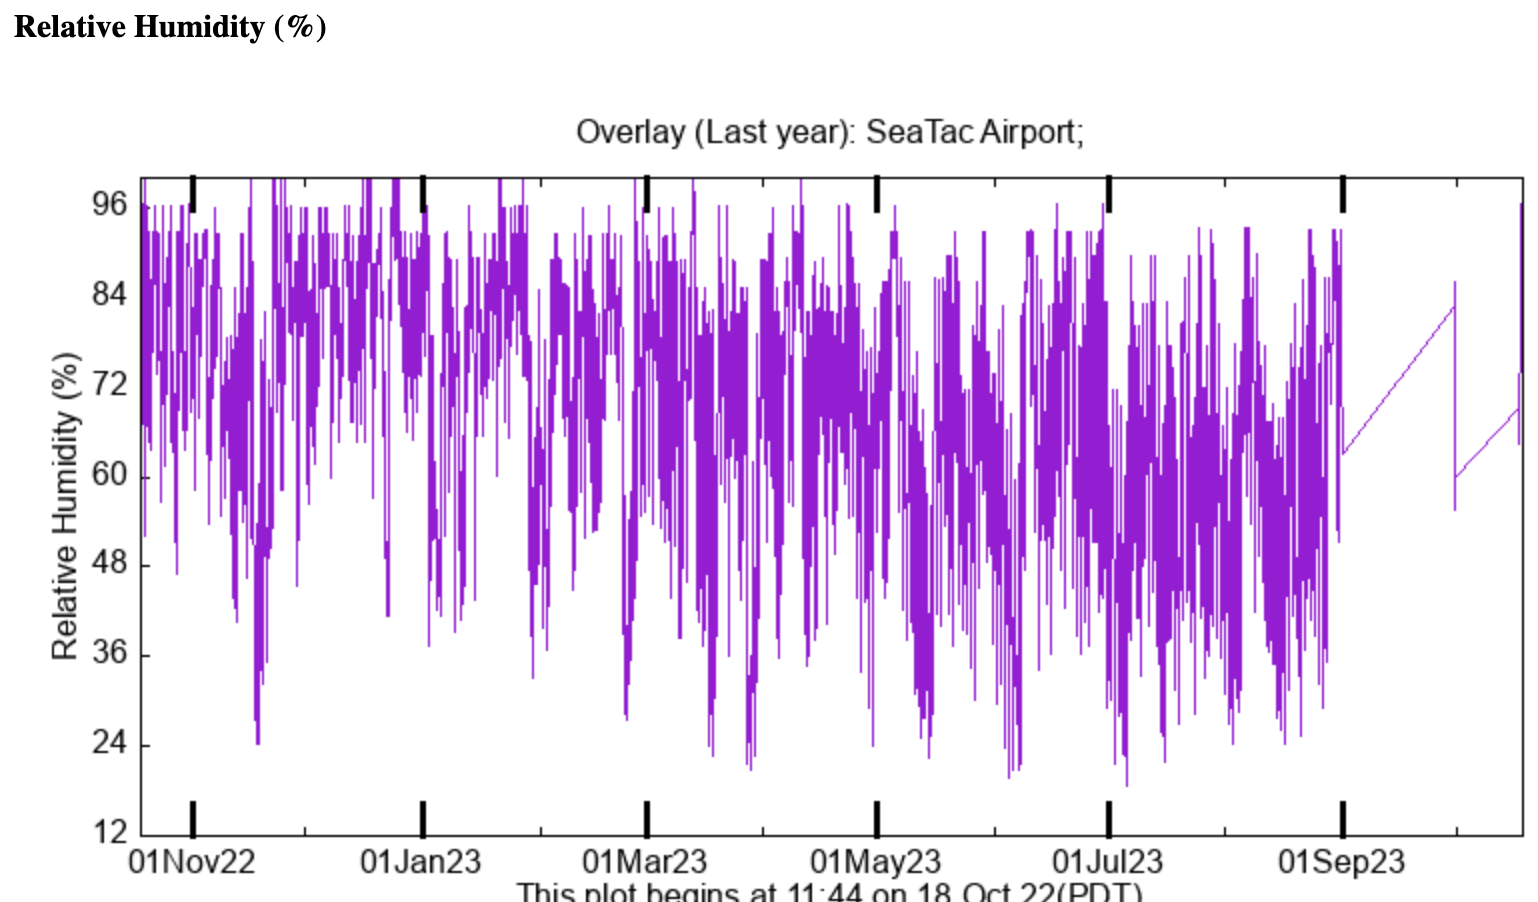 Relative Humidity (%)
Overlay (Last year): SeaTac Airport;
Relative Humidity (%)
96
84
72
60
48
36
24
12
01Nov22 01Jan23 01Mar23 01May23 01Jul23 01Sep23
This plot begins at 11:44 on 18 Oct 22(PDT)